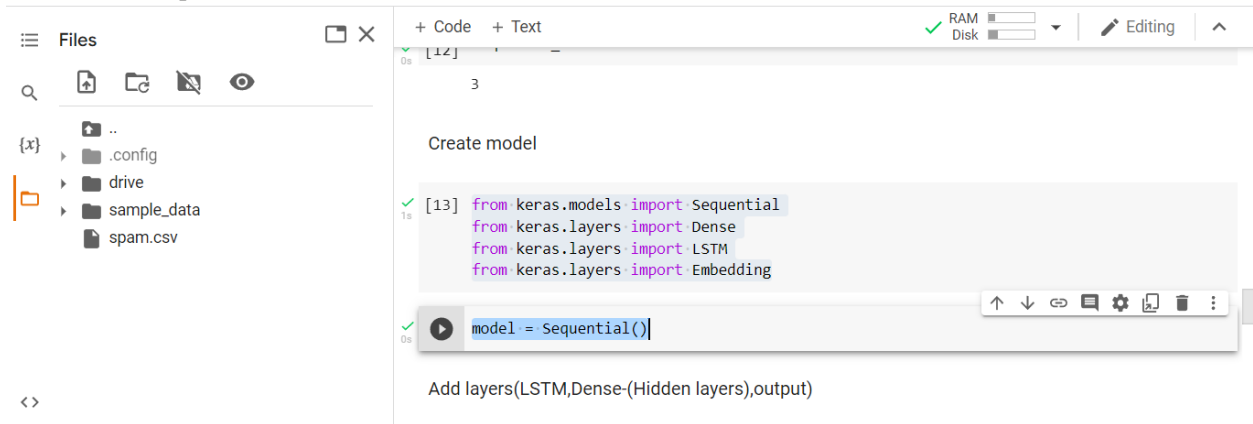 Files
{x}
..
.config
drive
sample_data
spam.csv
+ Code + Text
RAM
Disk
Editing
[12]
0s
3
Create model
[13] from keras.models import Sequential
1s
from keras.layers import Dense
from keras.layers import LSTM
from keras.layers import Embedding
model = Sequential()
0s
Add layers(LSTM,Dense-(Hidden layers),output)